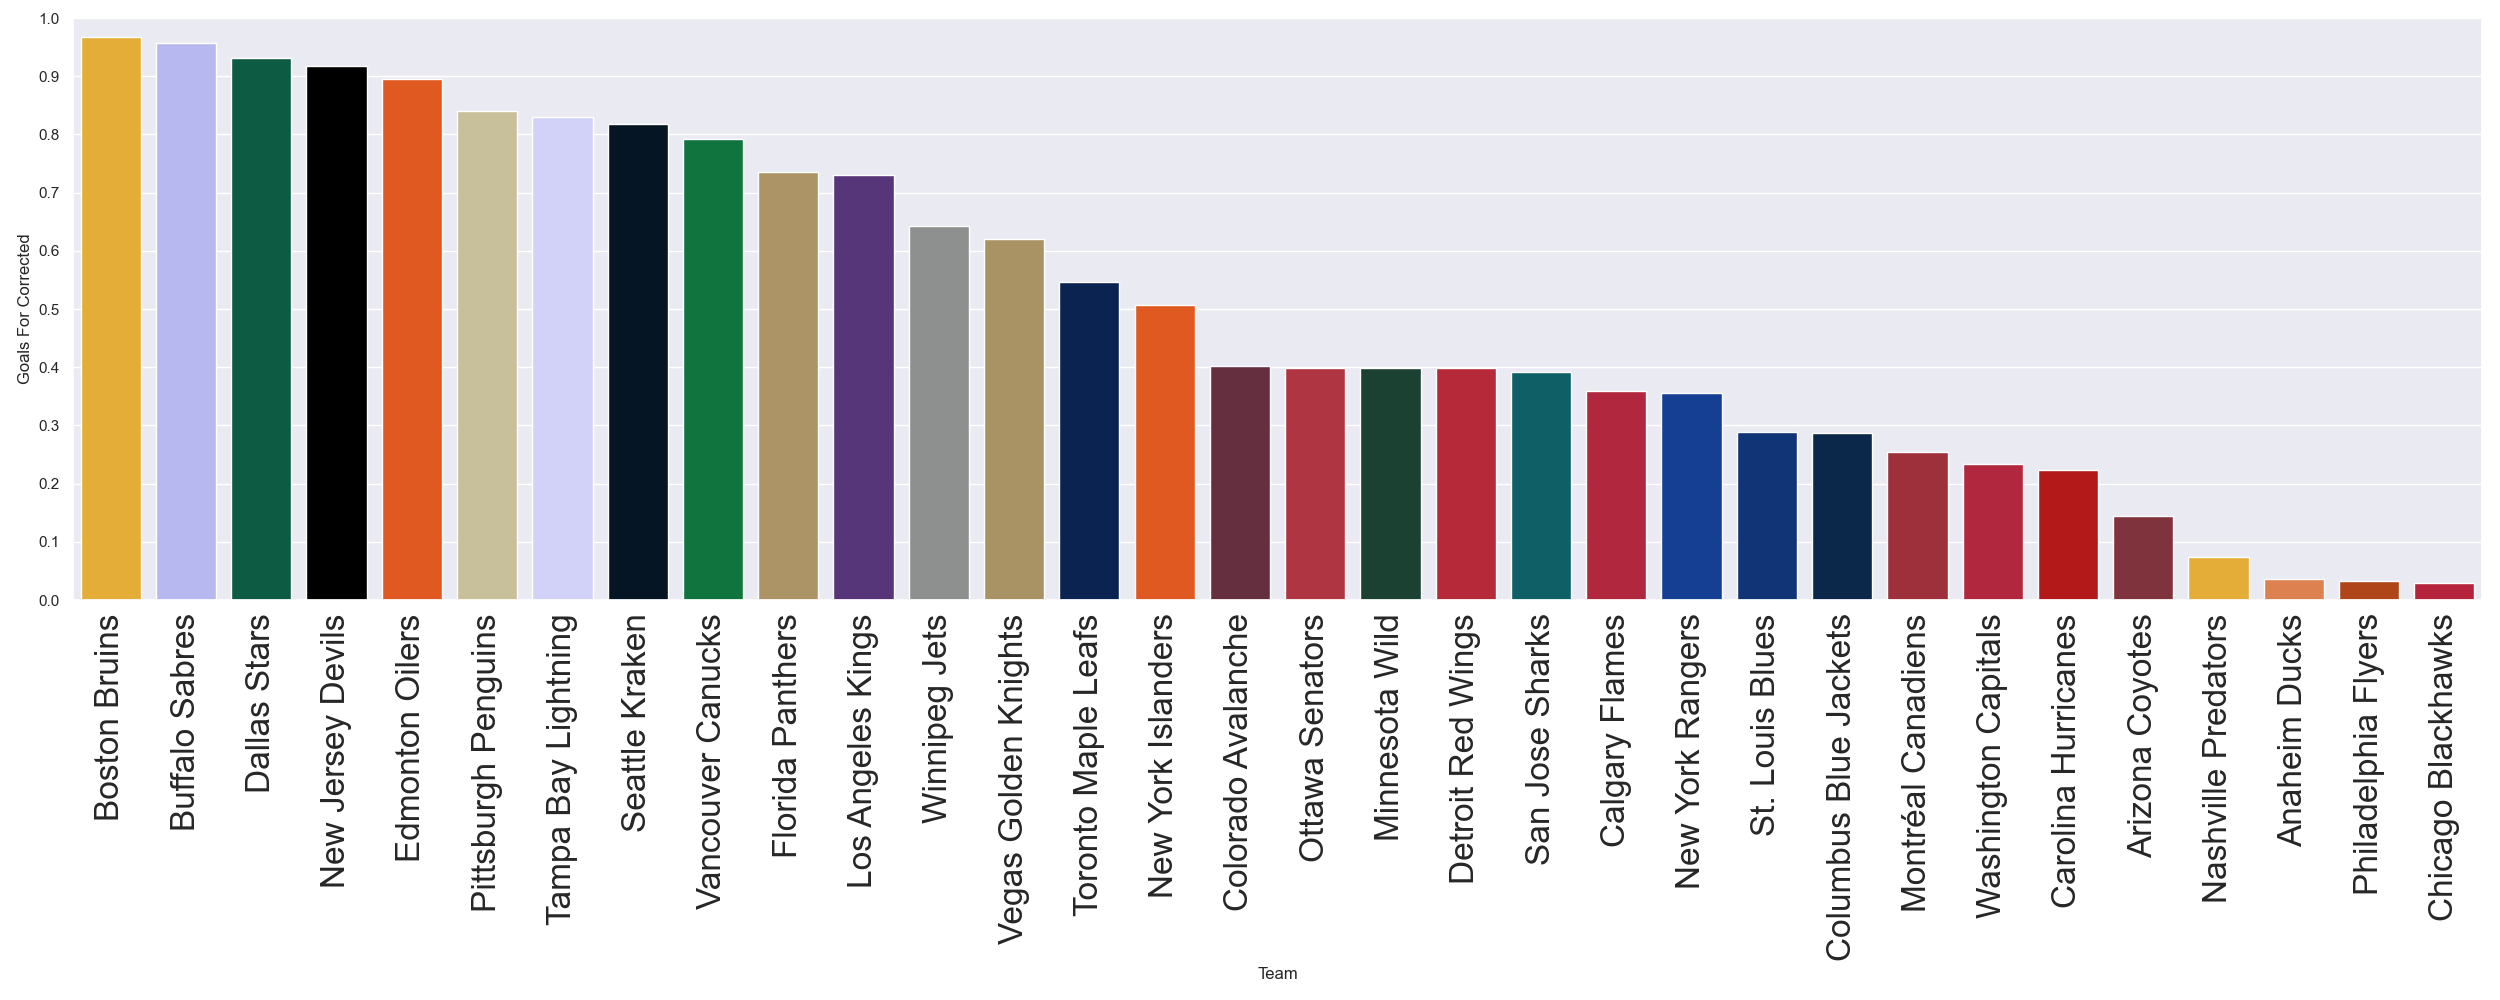 1.0
0.9
0.8
0.7
0.6
0.5
0.4
0.3
0.2
0.1
0.0
Goals For Corrected
Boston Bruins
Buffalo Sabres
Dallas Stars
New Jersey Devils
Edmonton Oilers
Pittsburgh Penguins
Tampa Bay Lightning
Seattle Kraken
Vancouver Canucks
Florida Panthers
Los Angeles Kings
Winnipeg Jets
Vegas Golden Knights
Toronto Maple Leafs
New York Islanders
Colorado Avalanche
Ottawa Senators
Minnesota Wild
Detroit Red Wings
San Jose Sharks
Calgary Flames
New York Rangers
St. Louis Blues
Columbus Blue Jackets
Montréal Canadiens
Washington Capitals
Carolina Hurricanes
Arizona Coyotes
Nashville Predators
Anaheim Ducks
Philadelphia Flyers
Chicago Blackhawks
Team